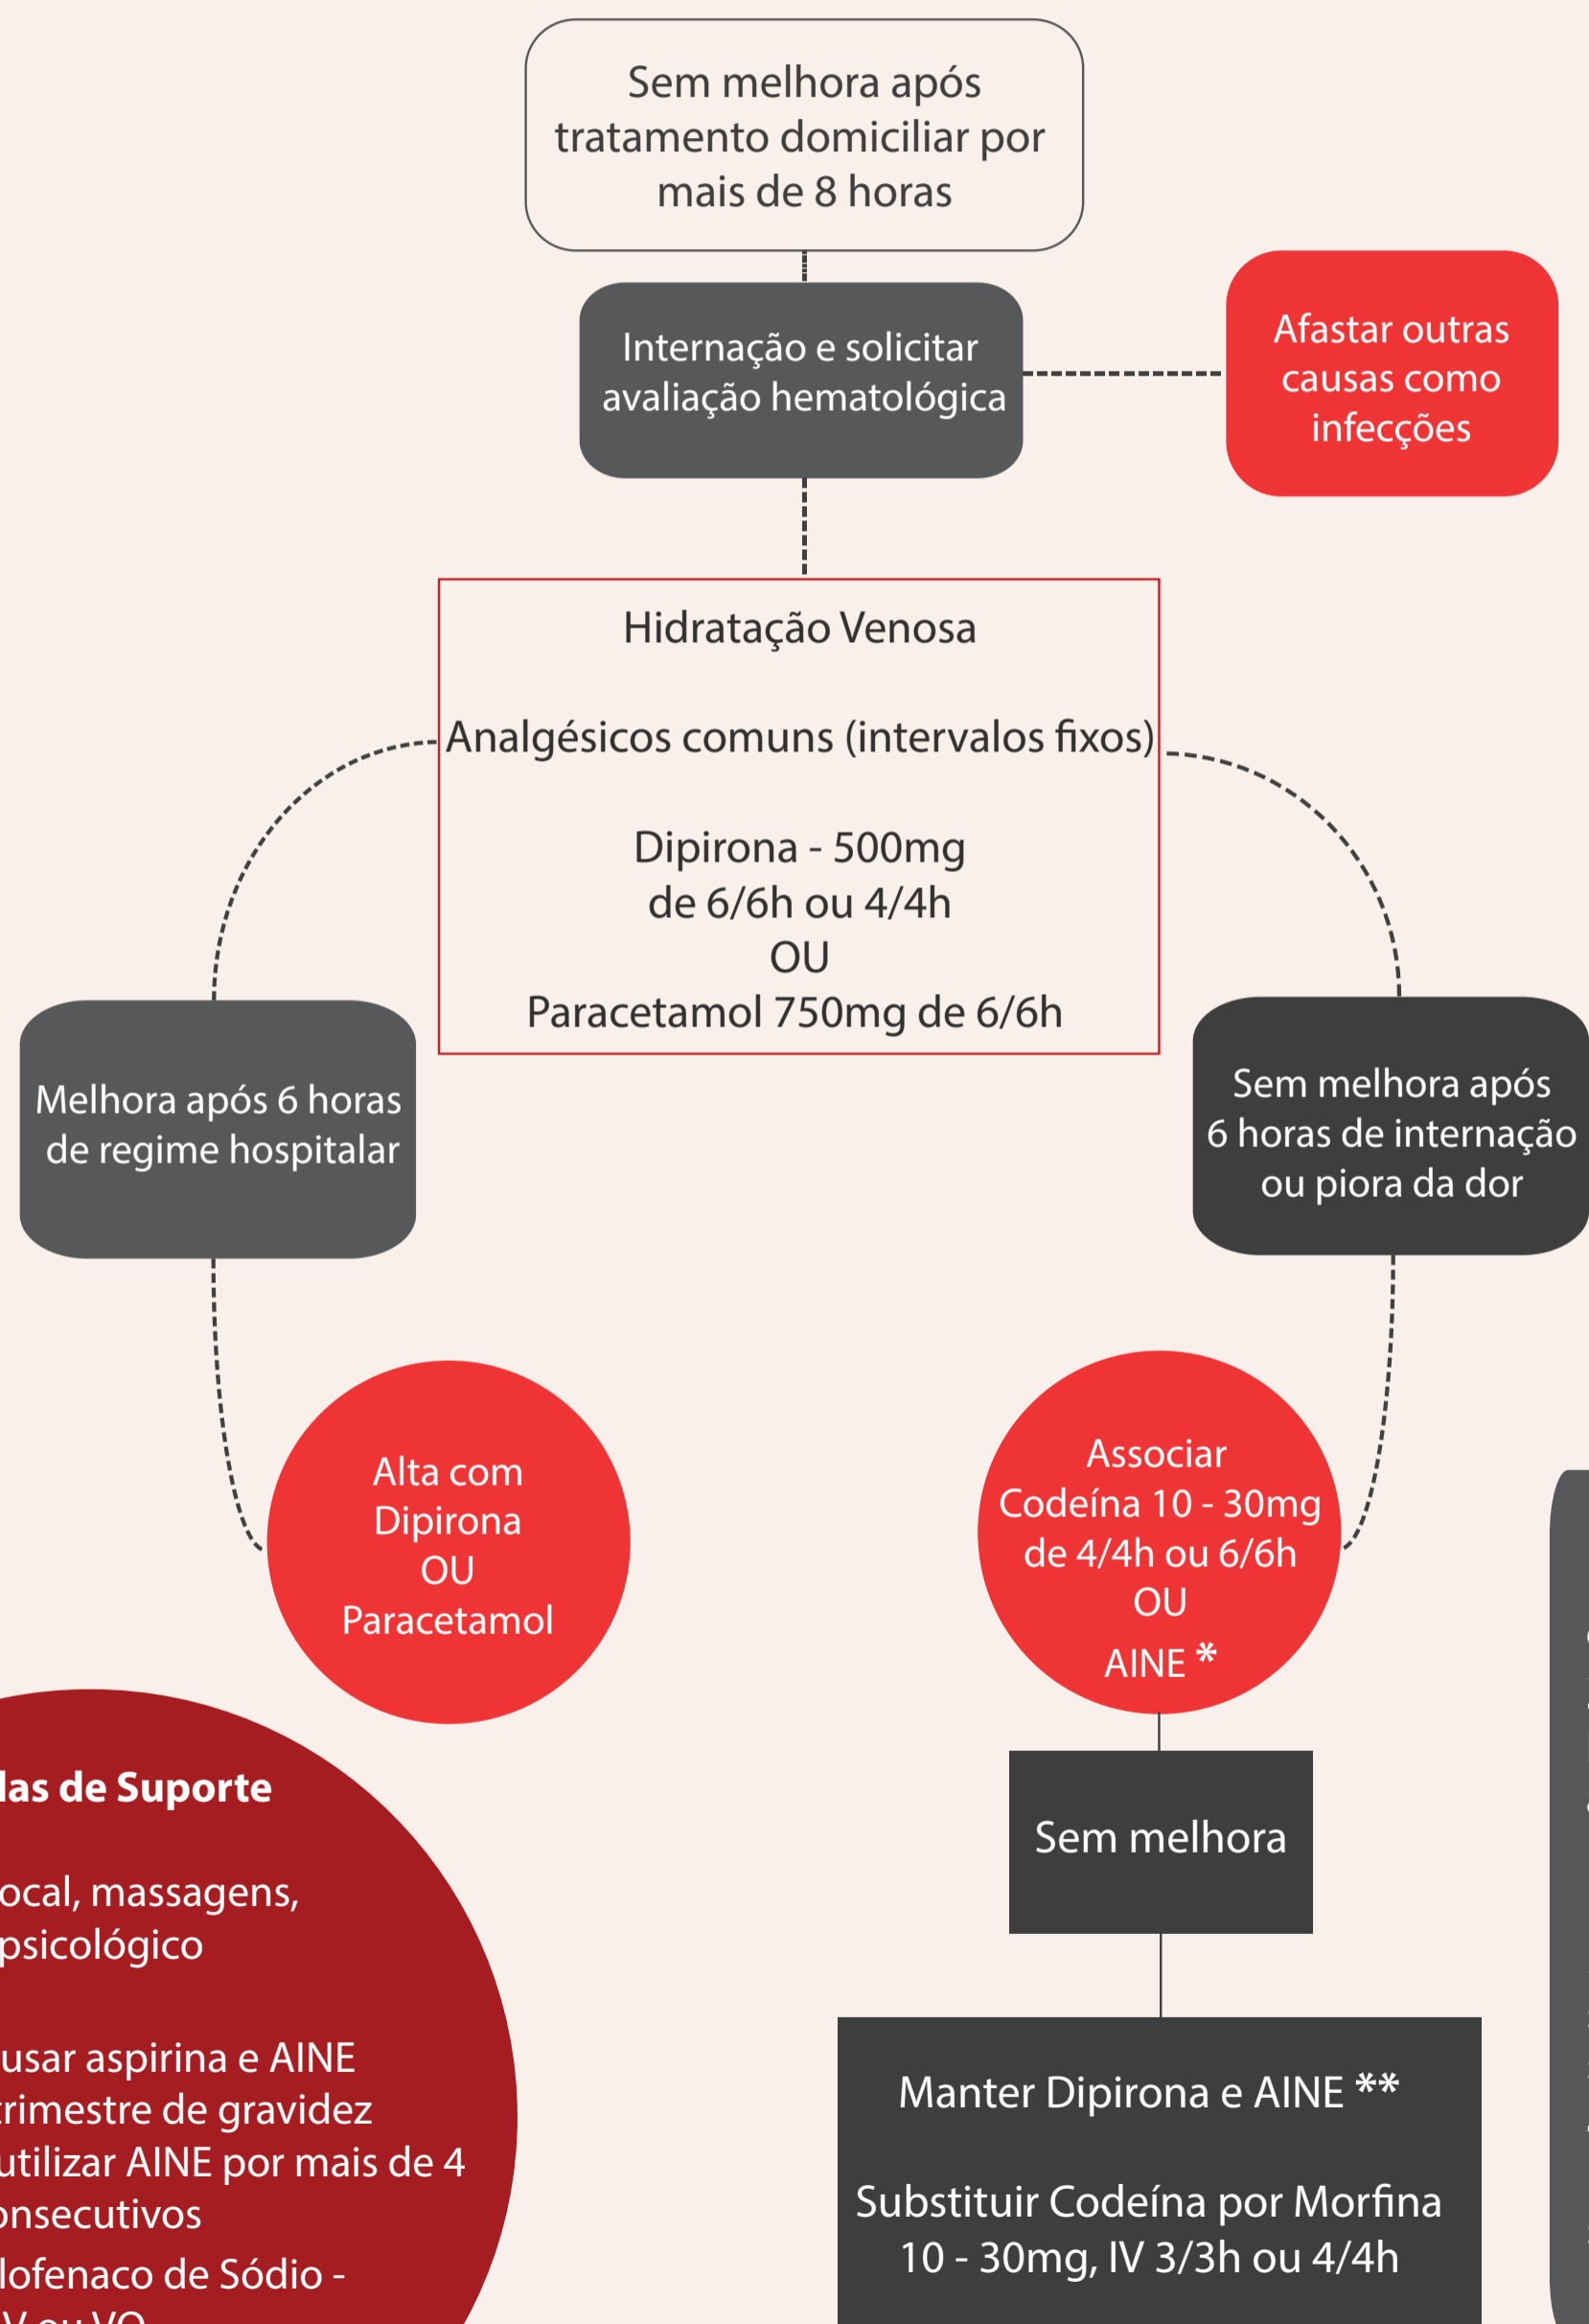 Sem melhora após
tratamento domiciliar por
mais de 8 horas
Internação e solicitar
avaliação hematológica
Afastar outras
causas como
infecções
Hidratação Venosa
Analgésicos comuns (intervalos fixos)
Dipirona - 500mg
de 6/6h ou 4/4h
OU
Paracetamol 750mg de 6/6h
Melhora após 6 horas
de regime hospitalar
Sem melhora após
6 horas de internação
ou piora da dor
Alta com
Dipirona
OU
Paracetamol
Associar
Codeína 10 - 30mg
de 4/4h ou 6/6h
OU
AINE *
Sem melhora
Manter Dipirona e AINE **
Substituir Codeína por Morfina
10 - 30mg, IV 3/3h ou 4/4h
de Suporte
massagens,
psicológico
usar aspirina e AINE
de gravidez
utilizar AINE por mais de 4
de Sódio -